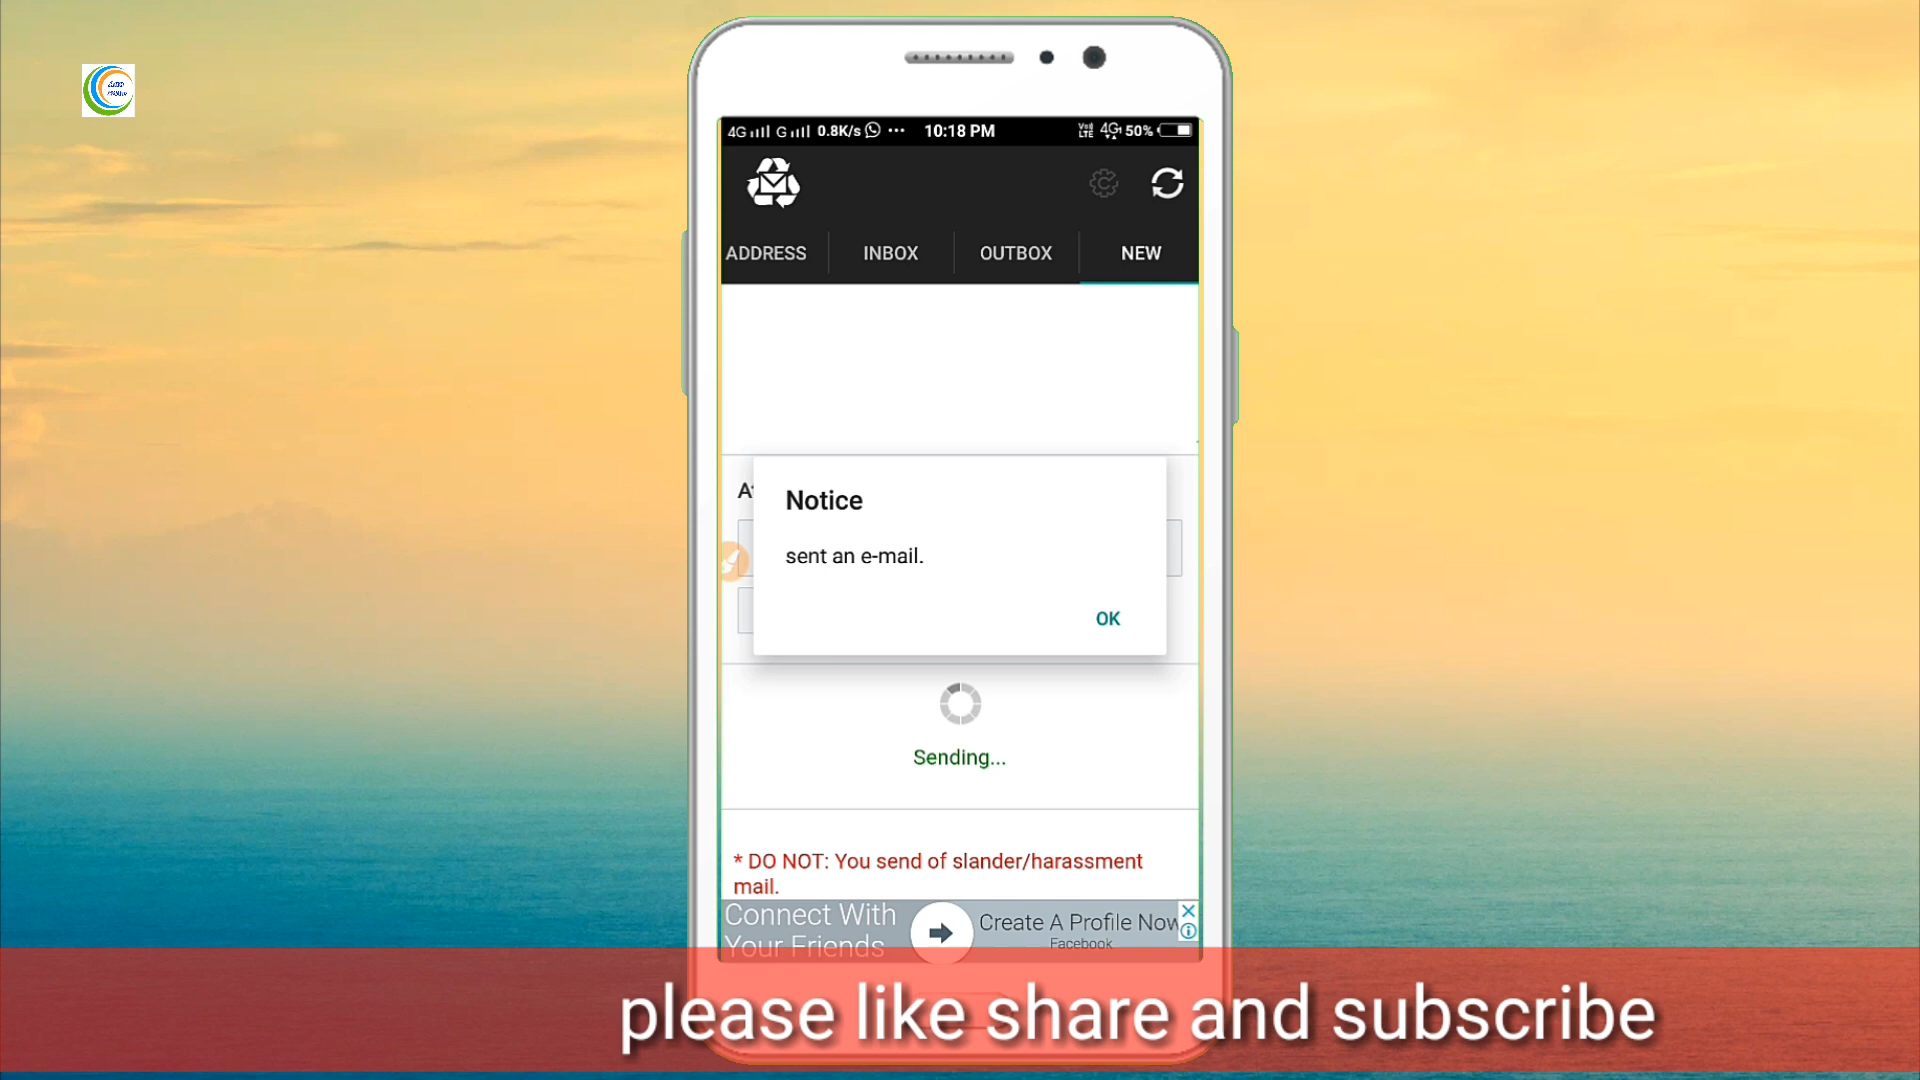 4G G 0.8K/s ... 10:18 PM VoLTE 4G 50%
ADDRESS INBOX OUTBOX NEW
Notice
sent an e-mail.
OK
Sending...
* DO NOT: You send of slander/harassment
mail.
Connect With
Your Friends
Create A Profile Now
Facebook
please like share and subscribe